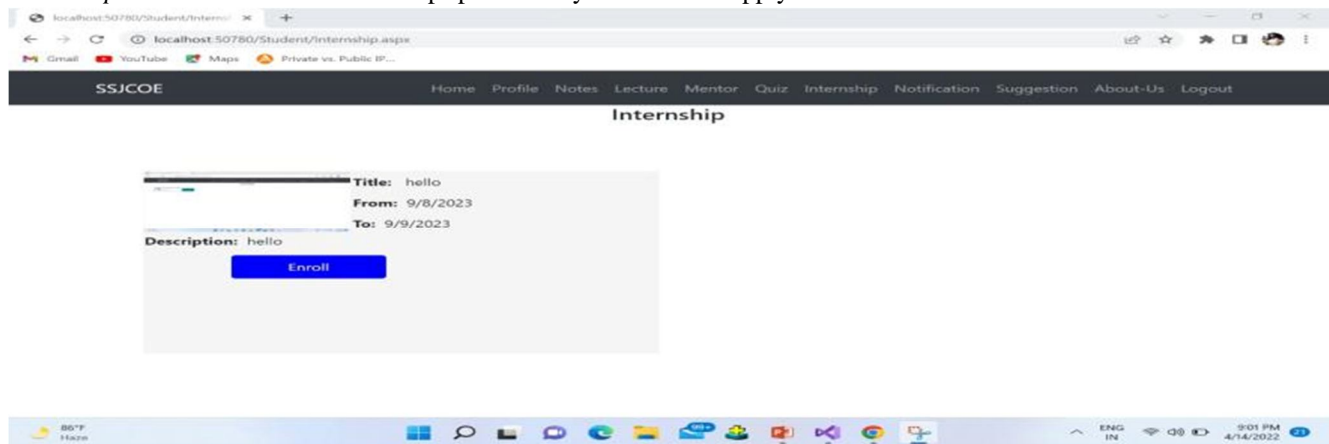 localhost:50780/Student/Interns
localhost:50780/Student/Internship.aspx
Gmail YouTube Maps Private vs. Public IP...
SSJCOE Home Profile Notes Lecture Mentor Quiz Internship Notification Suggestion About-Us Logout
Internship
Title: hello
From: 9/8/2023
To: 9/9/2023
Description: hello
Enroll
86°F
Haze
99+
ENG
IN
9:01 PM
4/14/2022
23